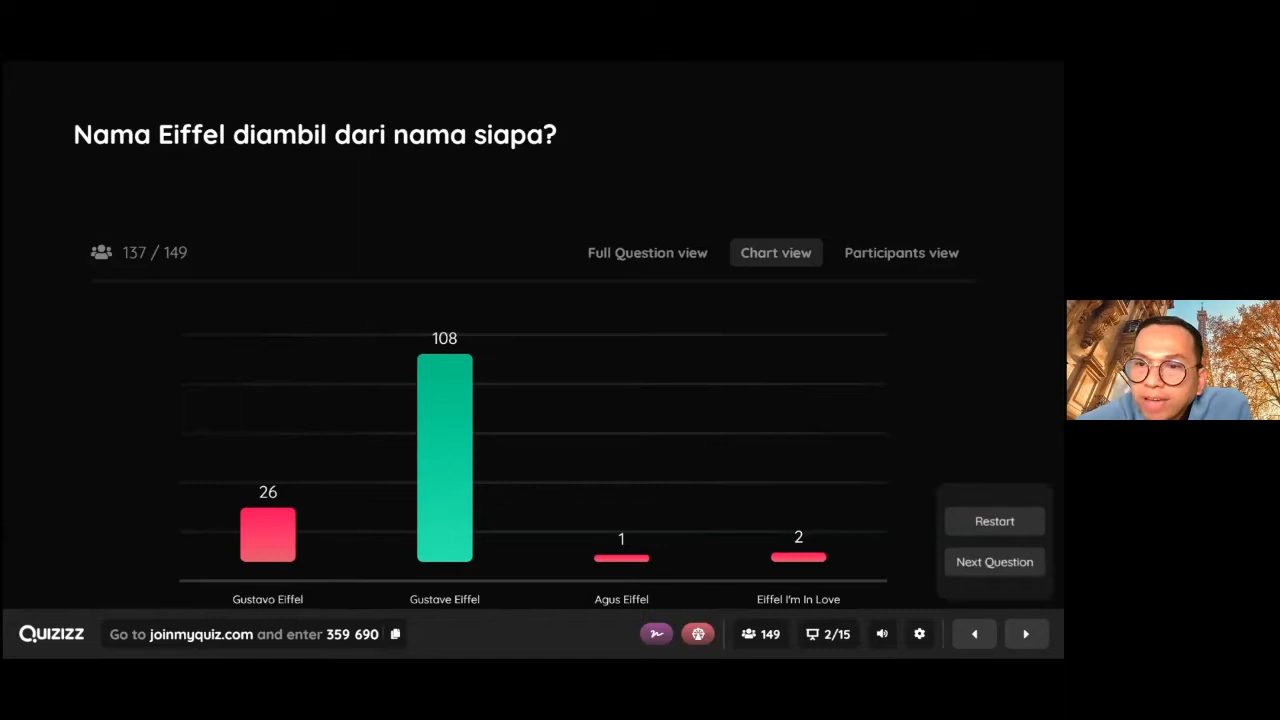 Nama Eiffel diambil dari nama siapa?
137 / 149
Full Question view
Chart view
Participants view
108
26
1
2
Restart
Next Question
Gustavo Eiffel
Gustave Eiffel
Agus Eiffel
Eiffel I'm In Love
QUIZIZZ
Go to joinmyquiz.com and enter 359 690
149
2/15